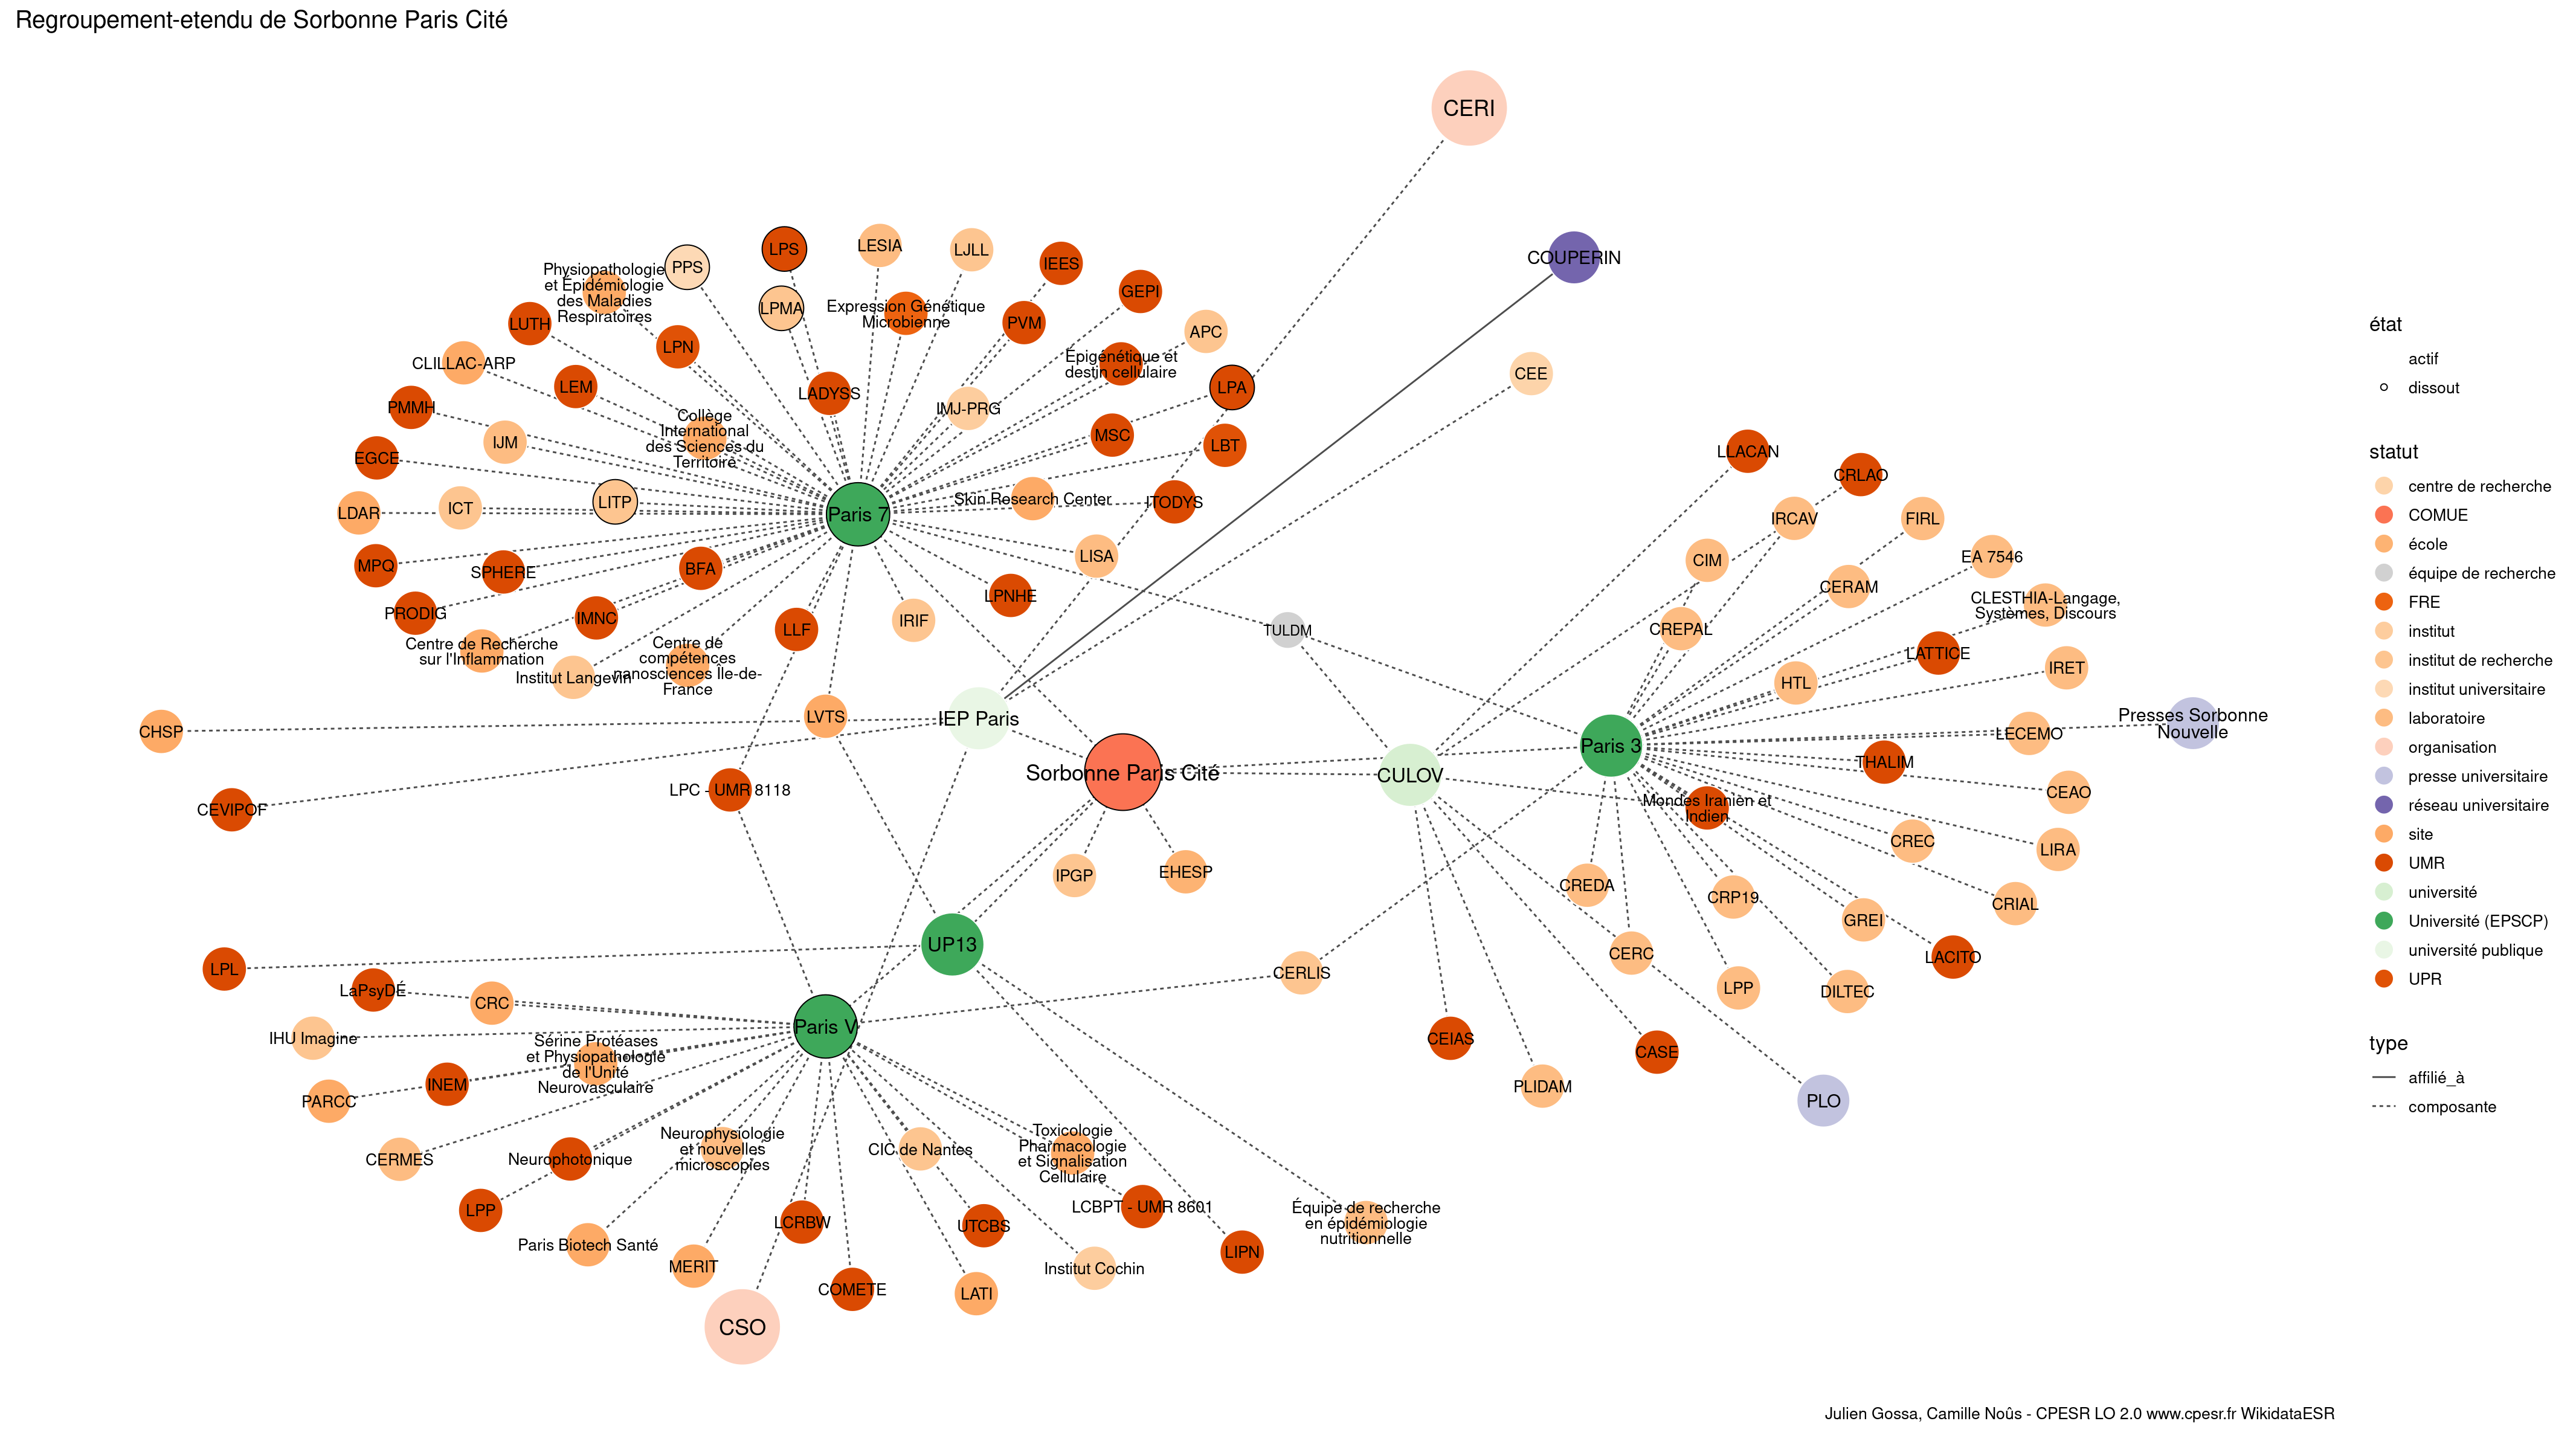 Regroupement-etendu de Sorbonne Paris Cité
CERI
COUPERIN
CEE
LPS
LESIA
LJLL
IEES
PPS
GEPI
Physiopathologie
et Épidémiologie
des Maladies
Respiratoires
LPMA
Expression Génétique
Microbienne
PVM
APC
LUTH
LPN
CLILLAC-ARP
Epigénétique et
destin cellulaire
LEM
LADYSS
LPA
PMMH
IMJ-PRG
Collège
International
des Sciences du
Territoire
MSC
LBT
IJM
EGCE
LITP
ICT
LDAR
Paris 7
Skin Research Center
ITODYS
LISA
MPQ
SPHERE
BFA
LPNHE
PRODIG
IMNC
LLF
IRIF
Centre de Recherche
sur l'Inflammation
Institut Langevin
Centre de
compétences
nanosciences Île-de-
France
TULDM
LLACAN
CRLAO
IRCAV
FIRL
CIM
EA 7546
CERAM
CLESTHIA-Langage,
Systèmes, Discours
CREPAL
LATTICE
HTL
IRET
Presses Sorbonne
Nouvelle
LECEMO
Paris 3
THALIM
CEAO
Mondes Iranien et
Indien
CREC
LIRA
CREDA
CRP19
CRIAL
GREI
CERC
LACITO
LPP
DILTEC
CHSP
LVTS
IEP Paris
Sorbonne Paris Cité
CULOV
CEVIPOF
LPC - UMR 8118
IPGP
EHESP
UP13
LPL
CERLIS
LaPsyDÉ
CRC
Paris V
IHU Imagine
Sérine Protéases
et Physiopathologie
de l'Unité
Neurovasculaire
INEM
PARCC
CEIAS
CASE
PLIDAM
PLO
CERMES
Neurophotonique
Neurophysiologie
et nouvelles
microscopies
CIC de Nantes
Toxicologie
Pharmacologie
et Signalisation
Cellulaire
LPP
LCRBW
UTCBS
LCBPT - UMR 8601
Équipe de recherche
en épidémiologie
nutritionnelle
Paris Biotech Santé
MERIT
Institut Cochin
LIPN
COMETE
LATI
CSO
état
actif
dissout
statut
centre de recherche
COMUE
école
équipe de recherche
FRE
institut
institut de recherche
institut universitaire
laboratoire
organisation
presse universitaire
réseau universitaire
site
UMR
université
Université (EPSCP)
université publique
UPR
type
affilié_à
composante
Julien Gossa, Camille Noûs - CPESR LO 2.0 www.cpesr.fr WikidataESR